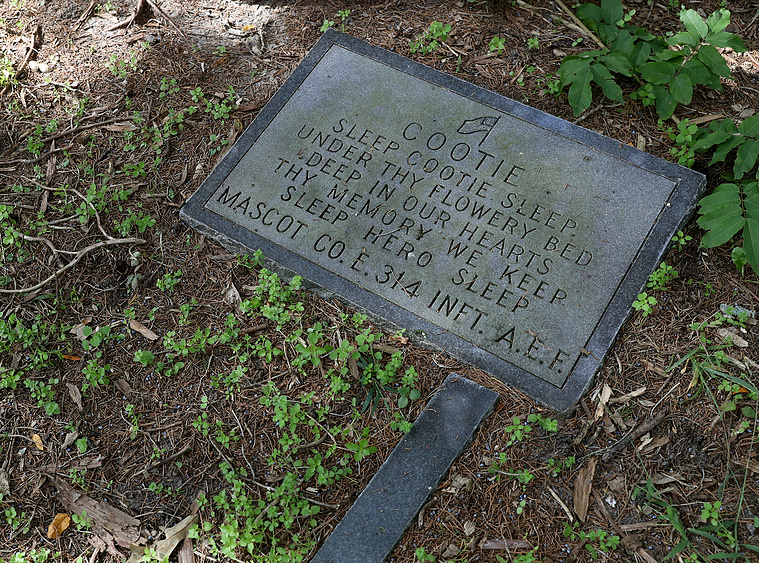 COOTIE
SLEEP COOTIE SLEEP
UNDER THY FLOWERY BED
DEEP IN OUR HEARTS
THY MEMORY WE KEEP
SLEEP HERO SLEEP
MASCOT CO. E. 314 INFT. A.E.F.